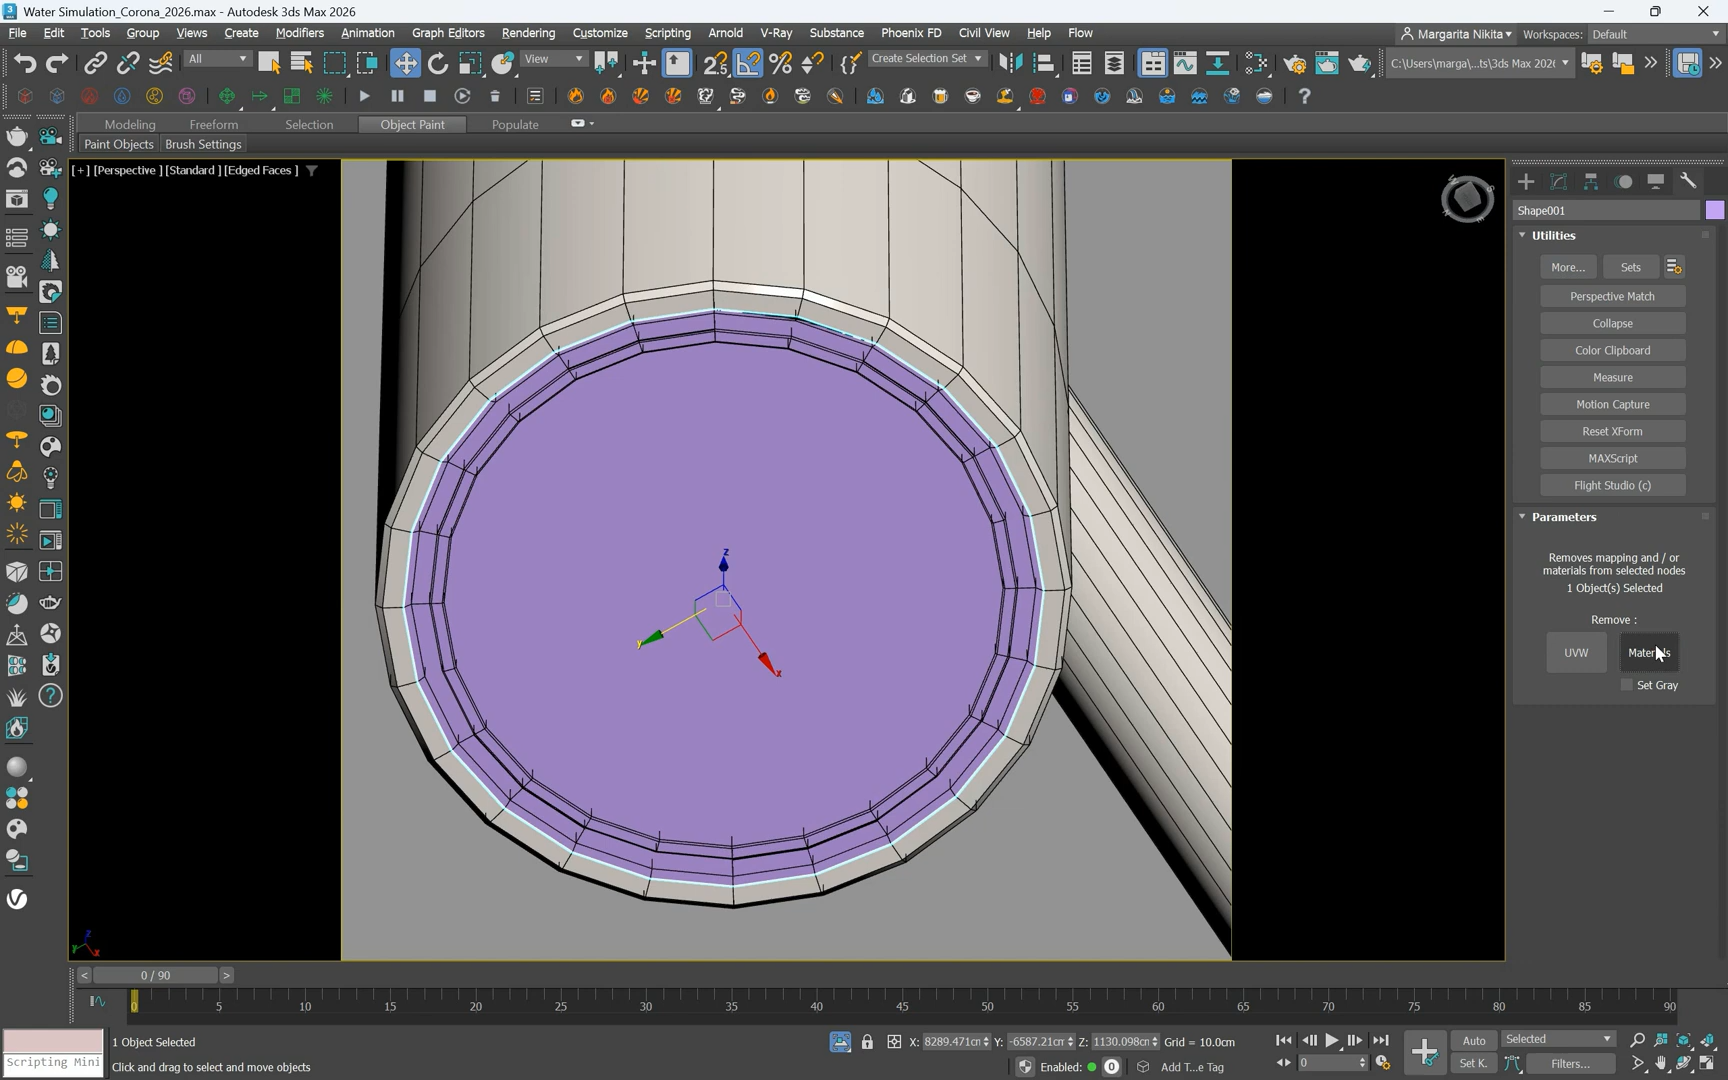 Water Simulation_Corona_2026.max - Autodesk 3ds Max 2026
File Edit Tools Group Views Create Modifiers Animation Graph Editors Rendering Customize Scripting Arnold V-Ray Substance Phoenix FD Civil View Help Flow
Margarita Nikita Workspaces: Default
All View Create Selection Set
C:\Users\marga\...ts\3ds Max 202
Modeling Freeform Selection Object Paint Populate
Paint Objects Brush Settings
[+] [Perspective ] [Standard ] [Edged Faces ]
Shape001
Utilities
More... Sets
Perspective Match
Collapse
Color Clipboard
Measure
Motion Capture
Reset XForm
MAXScript
Flight Studio (c)
Parameters
Removes mapping and / or
materials from selected nodes
1 Object(s) Selected
Remove :
UVW Materials
Set Gray
z
y
x
z
y x
< 0 / 90 >
0 5 10 15 20 25 30 35 40 45 50 55 60 65 70 75 80 85 90
1 Object Selected
X: 8289.471cm Y: -6587.21cm Z: 1130.098cm Grid = 10.0cm
Auto Selected
Scripting Mini
Click and drag to select and move objects
Enabled: 0 Add T...e Tag
0
Set K. Filters...